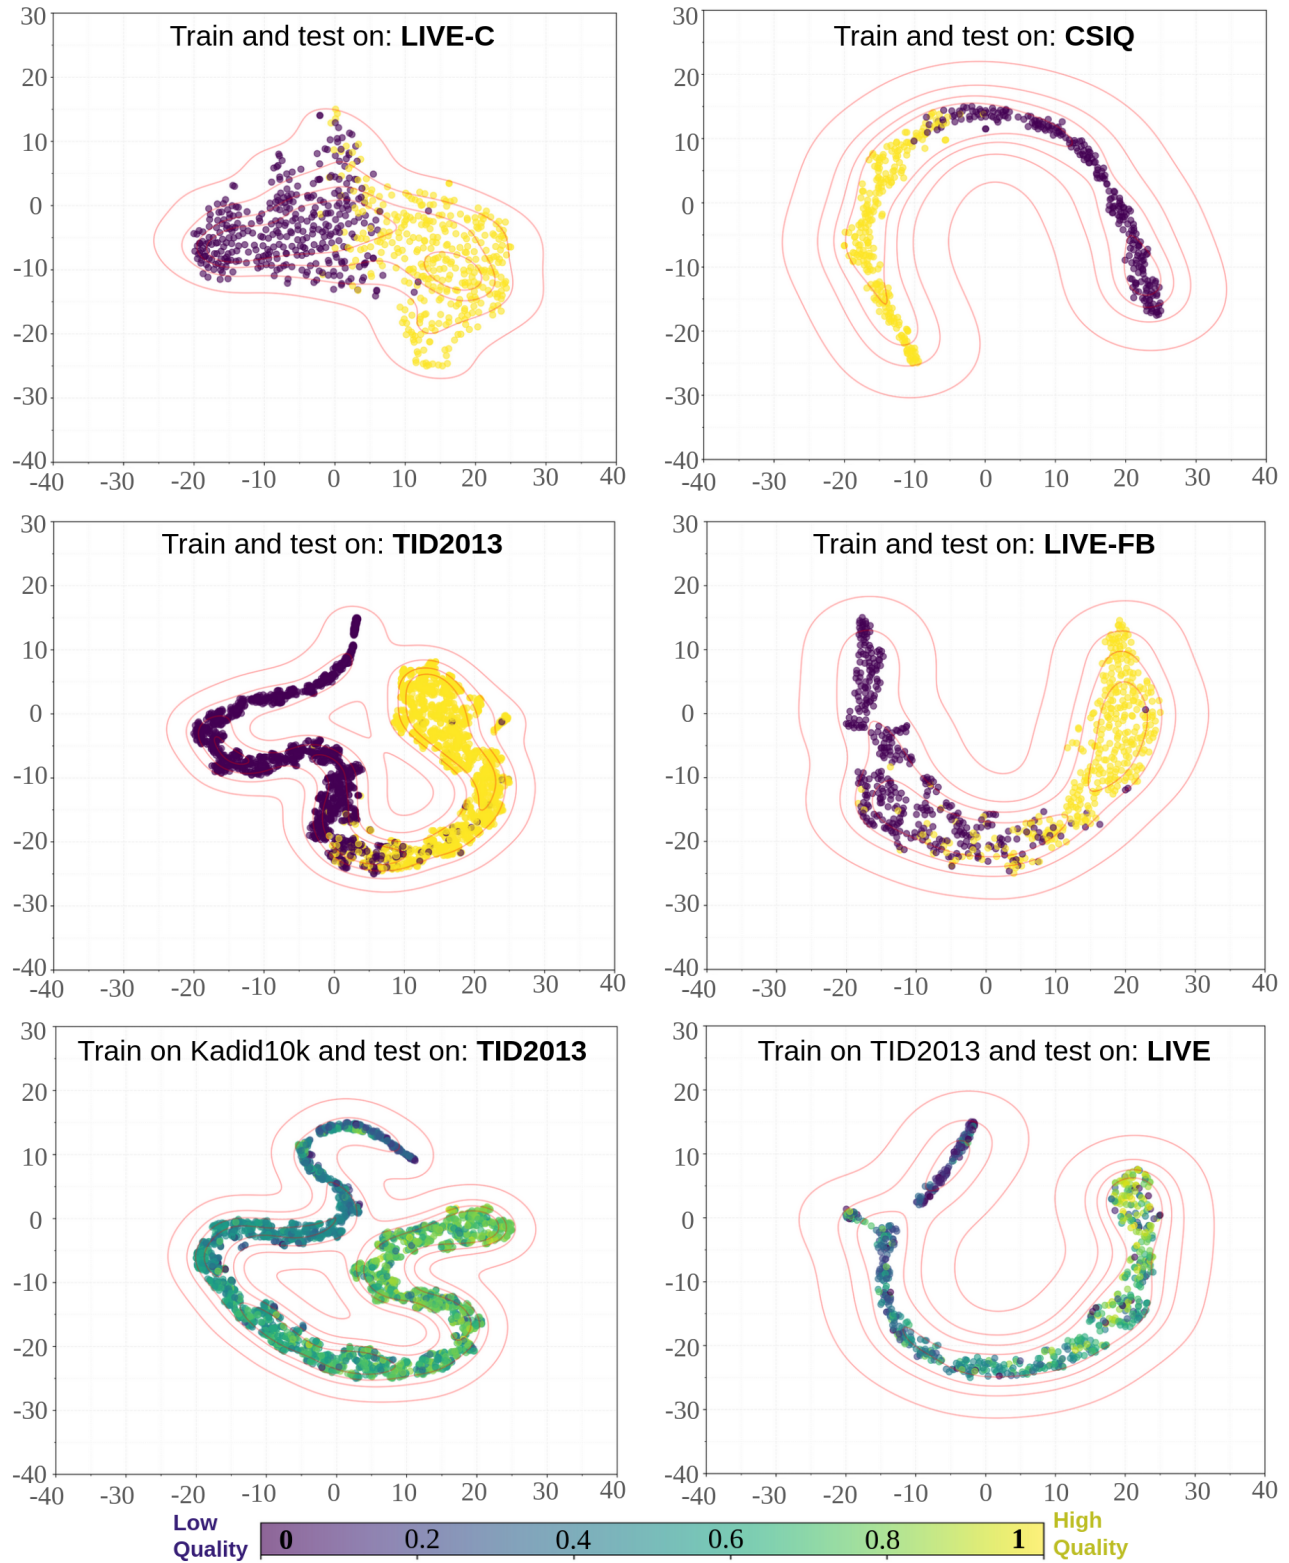 Train and test on: LIVE-C
30
20
10
0
-10
-20
-30
-40
-40 -30 -20 -10 0 10 20 30 40
Train and test on: CSIQ
30
20
10
0
-10
-20
-30
-40
-40 -30 -20 -10 0 10 20 30 40
Train and test on: TID2013
30
20
10
0
-10
-20
-30
-40
-40 -30 -20 -10 0 10 20 30 40
Train and test on: LIVE-FB
30
20
10
0
-10
-20
-30
-40
-40 -30 -20 -10 0 10 20 30 40
Train on Kadid10k and test on: TID2013
30
20
10
0
-10
-20
-30
-40
-40 -30 -20 -10 0 10 20 30 40
Train on TID2013 and test on: LIVE
30
20
10
0
-10
-20
-30
-40
-40 -30 -20 -10 0 10 20 30 40
Low
Quality
0 0.2 0.4 0.6 0.8 1
High
Quality